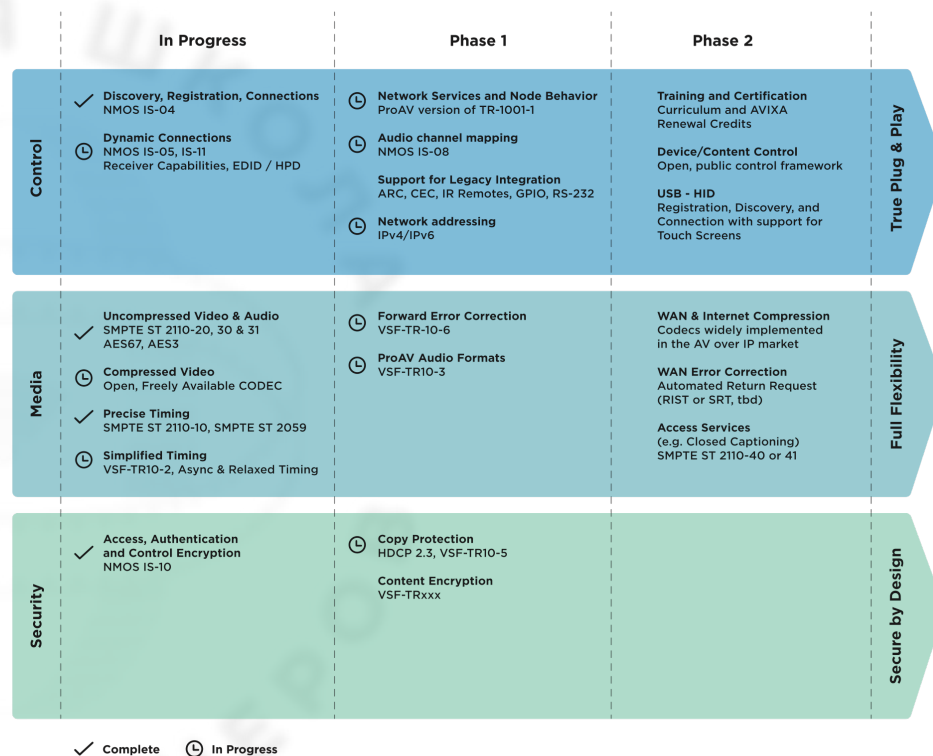 In Progress
Phase 1
Phase 2
Control
Discovery, Registration, Connections
NMOS IS-04
Dynamic Connections
NMOS IS-05, IS-11
Receiver Capabilities, EDID / HPD
Network Services and Node Behavior
ProAV version of TR-1001-1
Audio channel mapping
NMOS IS-08
Support for Legacy Integration
ARC, CEC, IR Remotes, GPIO, RS-232
Network addressing
IPv4/IPv6
Training and Certification
Curriculum and AVIXA
Renewal Credits
Device/Content Control
Open, public control framework
USB - HID
Registration, Discovery, and
Connection with support for
Touch Screens
True Plug & Play
Media
Uncompressed Video & Audio
SMPTE ST 2110-20, 30 & 31
AES67, AES3
Compressed Video
Open, Freely Available CODEC
Precise Timing
SMPTE ST 2110-10, SMPTE ST 2059
Simplified Timing
VSF-TR10-2, Async & Relaxed Timing
Forward Error Correction
VSF-TR-10-6
ProAV Audio Formats
VSF-TR10-3
WAN & Internet Compression
Codecs widely implemented
in the AV over IP market
WAN Error Correction
Automated Return Request
(RIST or SRT, tbd)
Access Services
(e.g. Closed Captioning)
SMPTE ST 2110-40 or 41
Full Flexibility
Security
Access, Authentication
and Control Encryption
NMOS IS-10
Copy Protection
HDCP 2.3, VSF-TR10-5
Content Encryption
VSF-TRxxx
Secure by Design
Complete
In Progress